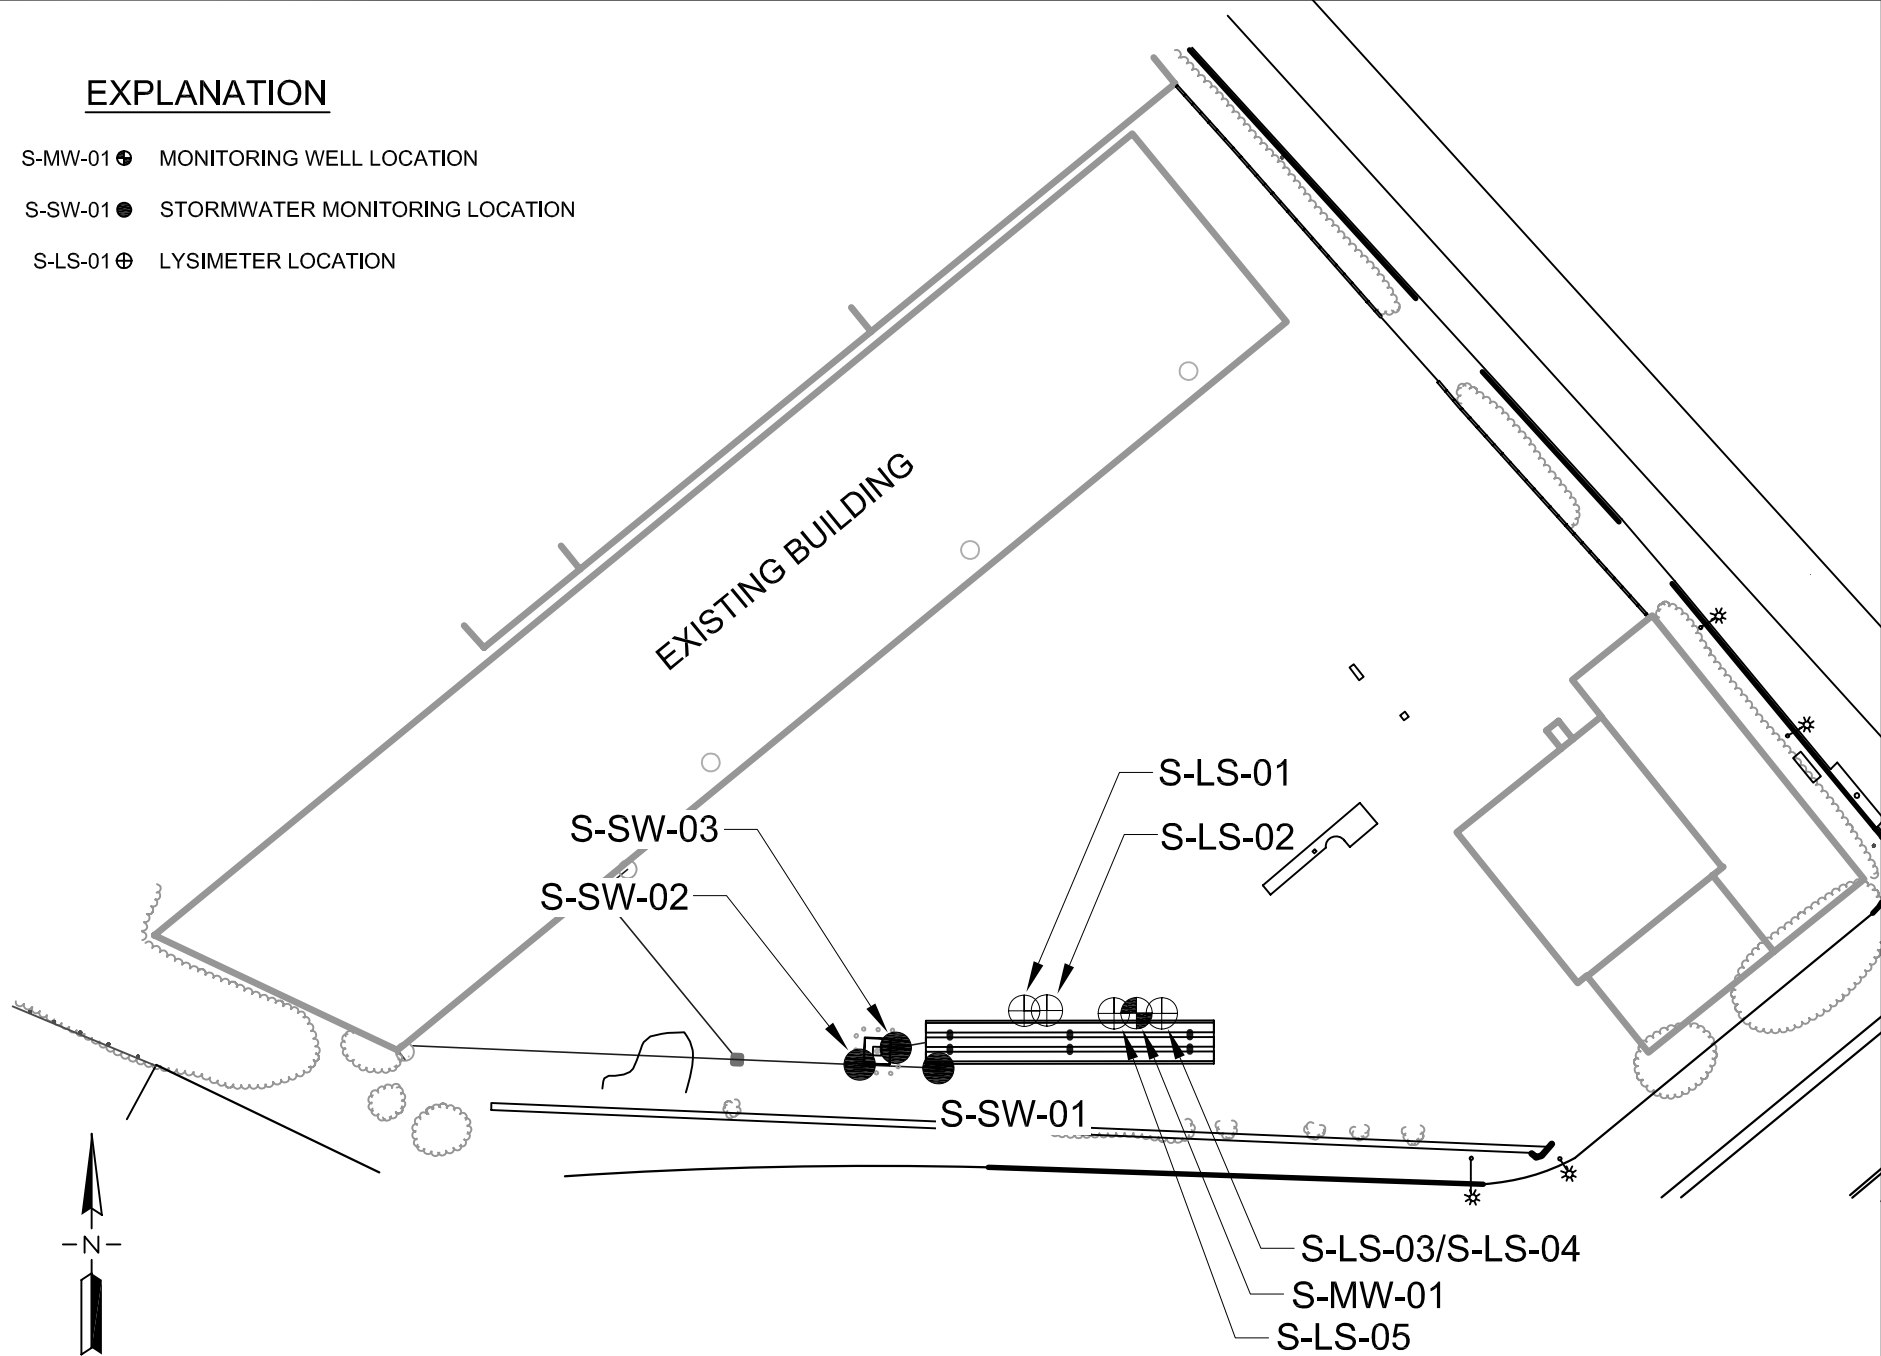 EXPLANATION
S-MW-01 MONITORING WELL LOCATION
S-SW-01 STORMWATER MONITORING LOCATION
S-LS-01 LYSIMETER LOCATION
EXISTING BUILDING
S-LS-01
S-SW-03
S-LS-02
S-SW-02
S-SW-01
N
S-LS-03/S-LS-04
S-MW-01
S-LS-05